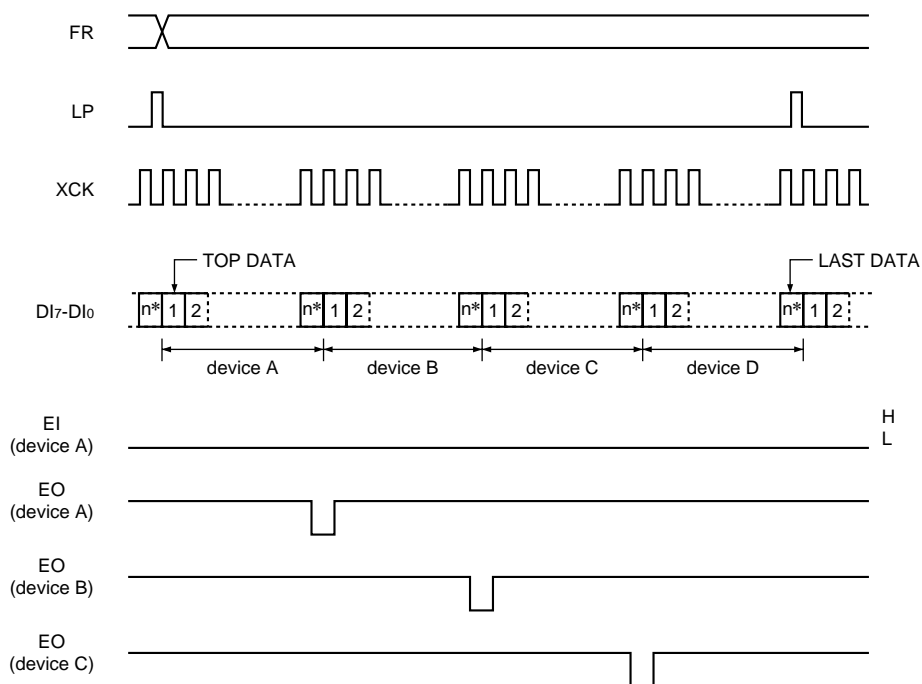 FR
LP
XCK
TOP DATA
LAST DATA
DI7-DI0
n* 1 2 n* 1 2 n* 1 2 n* 1 2 n* 1 2
device A device B device C device D
EI
(device A)
H
L
EO
(device A)
EO
(device B)
EO
(device C)